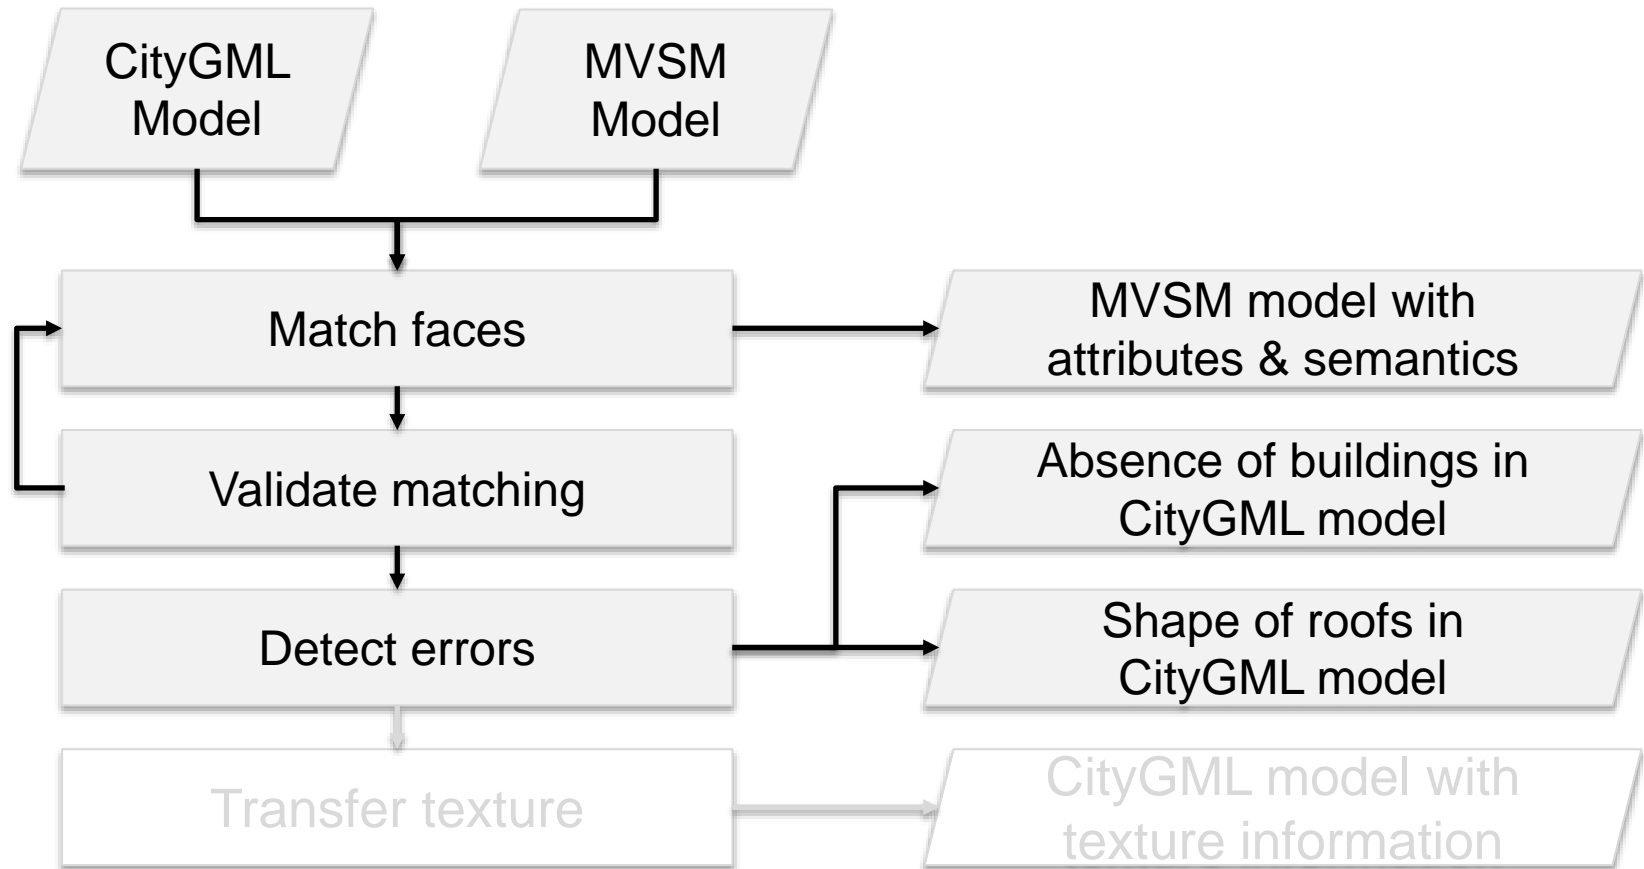 CityGML
Model
MVSM
Model
Match faces
MVSM model with
attributes & semantics
Validate matching
Absence of buildings in
CityGML model
Detect errors
Shape of roofs in
CityGML model
Transfer texture
CityGML model with
texture information